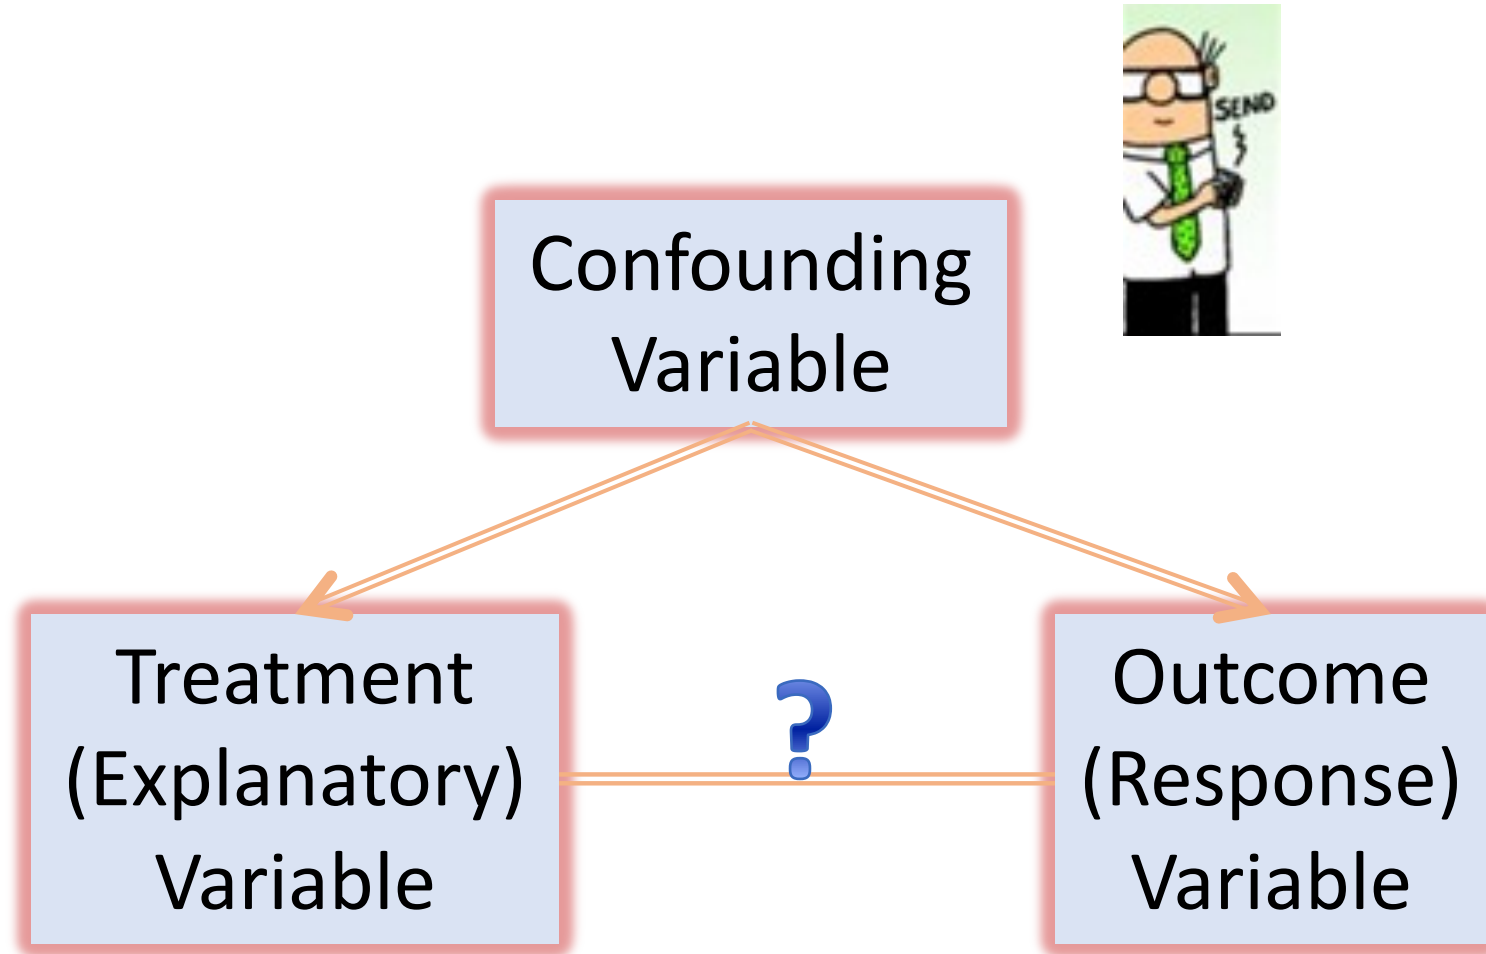 SEND
Confounding
Variable
Treatment
(Explanatory)
Variable
?
Outcome
(Response)
Variable